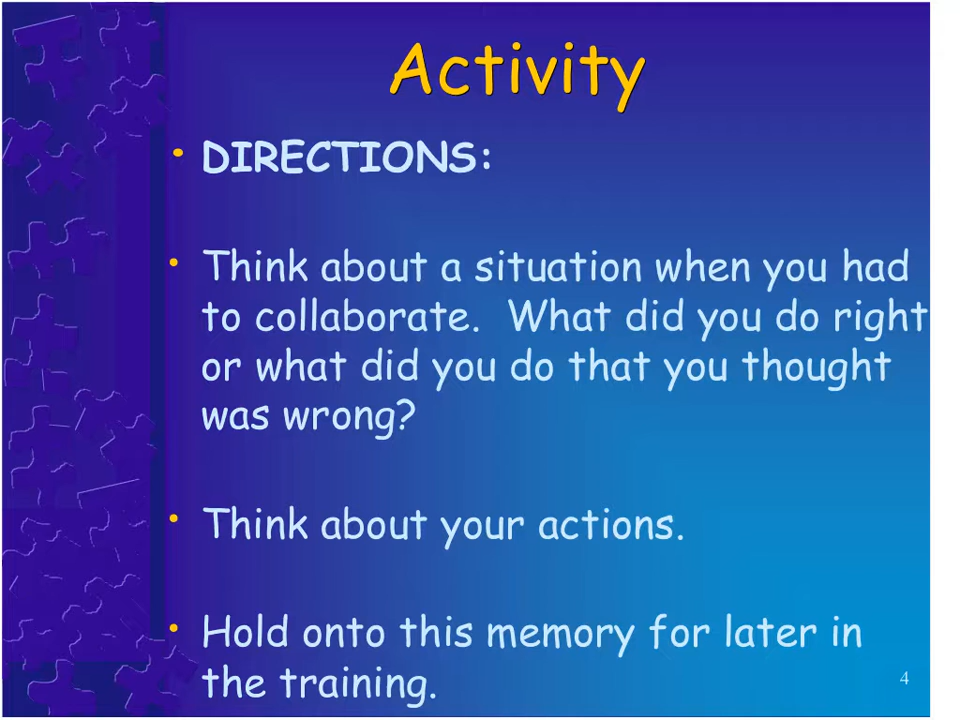 Activity
• DIRECTIONS:
• Think about a situation when you had
to collaborate.  What did you do right
or what did you do that you thought
was wrong?
• Think about your actions.
• Hold onto this memory for later in
the training.
4